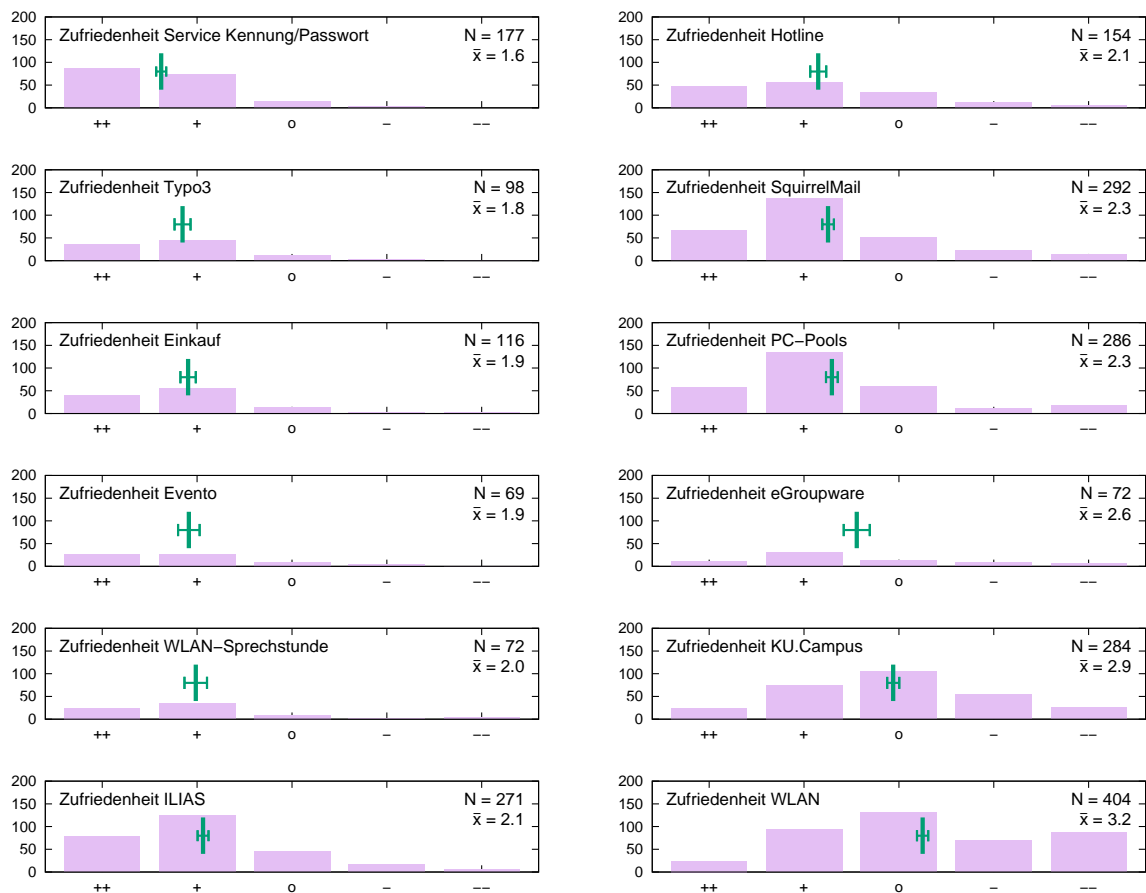 200
150
100
50
0
Zufriedenheit Service Kennung/Passwort
N = 177
x̄ = 1.6
++ + o − −−
200
150
100
50
0
Zufriedenheit Hotline
N = 154
x̄ = 2.1
++ + o − −−
200
150
100
50
0
Zufriedenheit Typo3
N = 98
x̄ = 1.8
++ + o − −−
200
150
100
50
0
Zufriedenheit SquirrelMail
N = 292
x̄ = 2.3
++ + o − −−
200
150
100
50
0
Zufriedenheit Einkauf
N = 116
x̄ = 1.9
++ + o − −−
200
150
100
50
0
Zufriedenheit PC−Pools
N = 286
x̄ = 2.3
++ + o − −−
200
150
100
50
0
Zufriedenheit Evento
N = 69
x̄ = 1.9
++ + o − −−
200
150
100
50
0
Zufriedenheit eGroupware
N = 72
x̄ = 2.6
++ + o − −−
200
150
100
50
0
Zufriedenheit WLAN−Sprechstunde
N = 72
x̄ = 2.0
++ + o − −−
200
150
100
50
0
Zufriedenheit KU.Campus
N = 284
x̄ = 2.9
++ + o − −−
200
150
100
50
0
Zufriedenheit ILIAS
N = 271
x̄ = 2.1
++ + o − −−
200
150
100
50
0
Zufriedenheit WLAN
N = 404
x̄ = 3.2
++ + o − −−